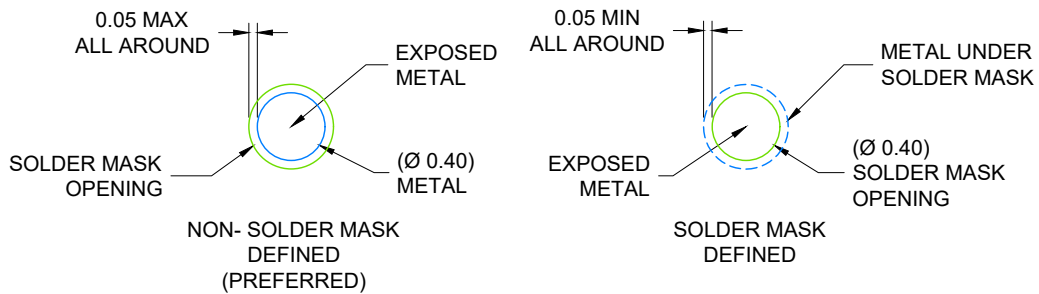 0.05 MAX
ALL AROUND
EXPOSED
METAL
SOLDER MASK
OPENING
(Ø 0.40)
METAL
NON- SOLDER MASK
DEFINED
(PREFERRED)
0.05 MIN
ALL AROUND
METAL UNDER
SOLDER MASK
EXPOSED
METAL
(Ø 0.40)
SOLDER MASK
OPENING
SOLDER MASK
DEFINED